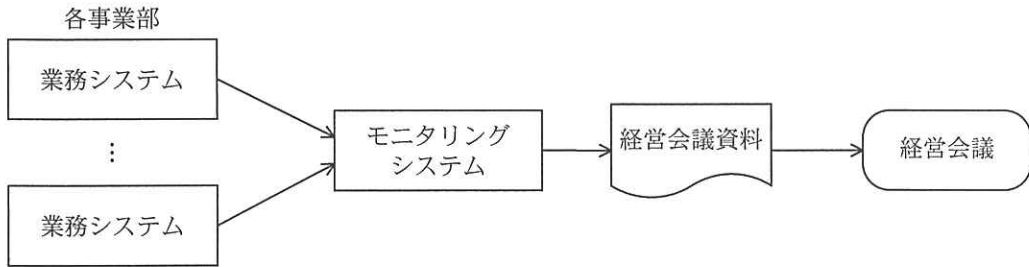 各事業部
業務システム
⋮
業務システム
モニタリング
システム
経営会議資料
経営会議